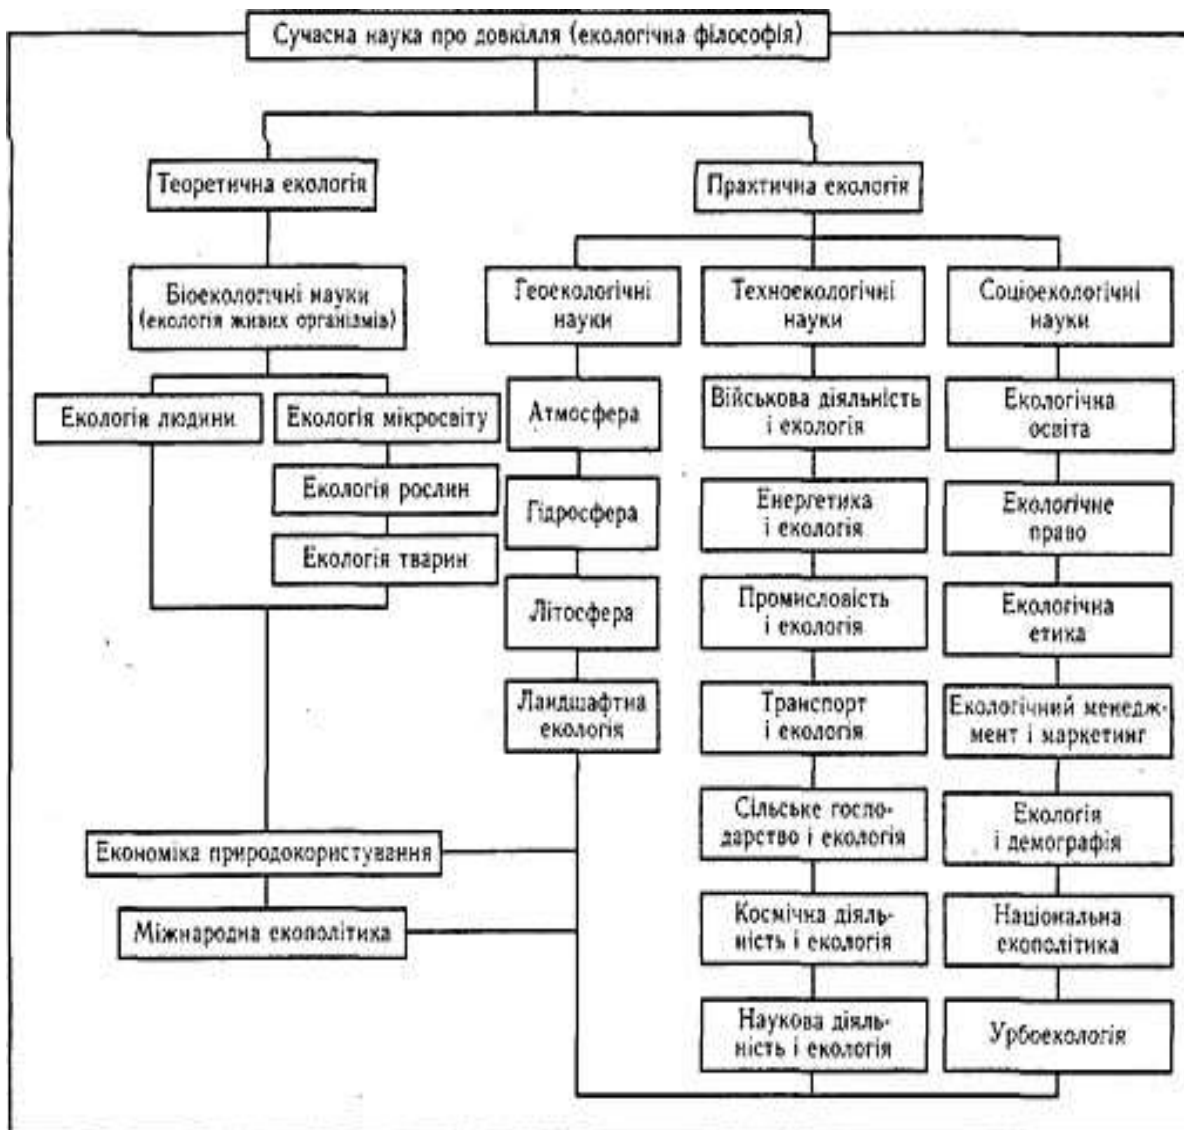 Сучасна наука про довкілля (екологічна філософія)
Теоретична екологія
Практична екологія
Біоекологічні науки
(екологія живих організмів)
Геоекологічні
науки
Техноекологічні
науки
Соціоекологічні
науки
Екологія людини
Екологія мікросвіту
Екологія рослин
Екологія тварин
Атмосфера
Гідросфера
Літосфера
Ландшафтна
екологія
Військова діяльність
і екологія
Енергетика
і екологія
Промисловість
і екологія
Транспорт
і екологія
Сільське госпо-
дарство і екологія
Космічна діяль-
ність і екологія
Наукова діяль-
ність і екологія
Екологічна
освіта
Екологічне
право
Екологічна
етика
Екологічний менедж-
мент і маркетинг
Екологія
і демографія
Національна
екополітика
Урбоекологія
Економіка природокористування
Міжнародна екополітика